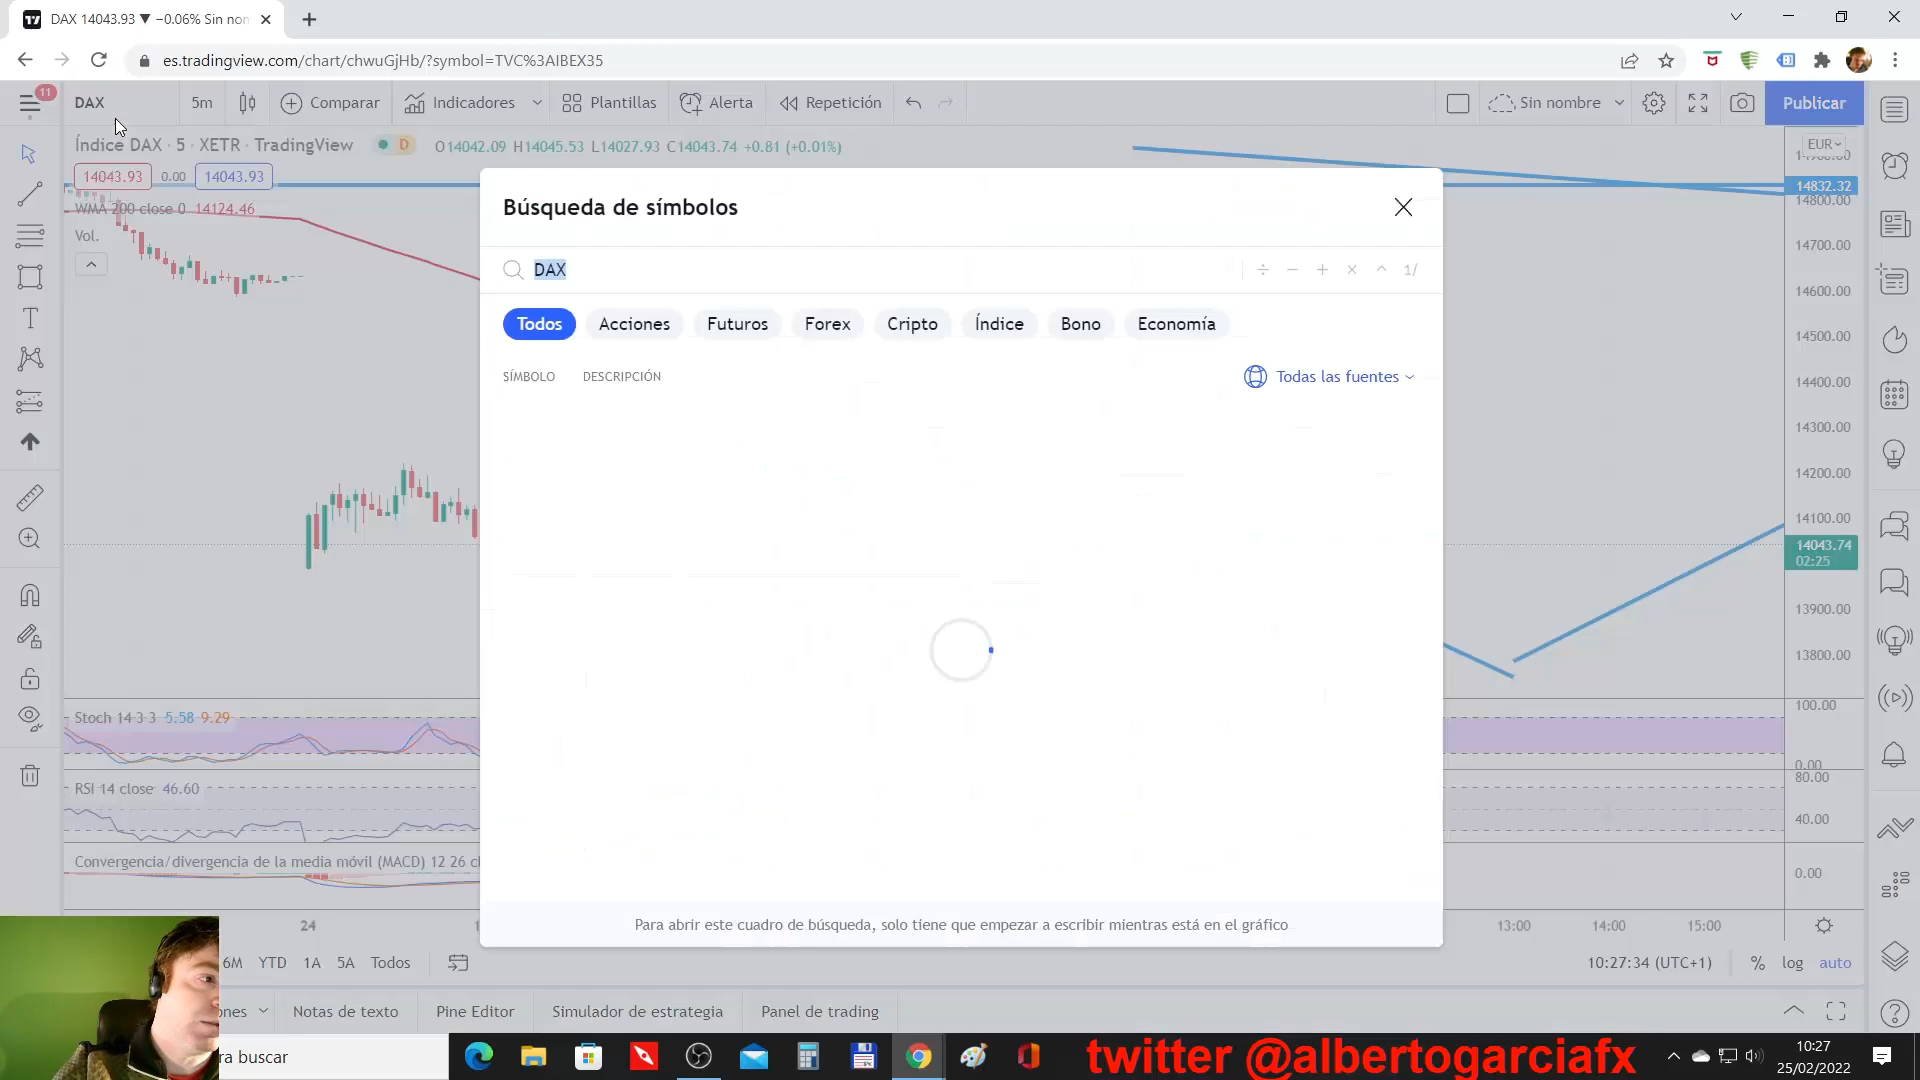 DAX 14043.93 ▼ −0.06% Sin non
es.tradingview.com/chart/chwuGjHb/?symbol=TVC%3AIBEX35
11
DAX
5m
Comparar
Indicadores
Plantillas
Alerta
Repetición
Sin nombre
Publicar
Índice DAX · 5 · XETR · TradingView
D
O14042.09 H14045.53 L14027.93 C14043.74 +0.81 (+0.01%)
EUR
14043.93
0.00
14043.93
WMA 200 close 0 14124.46
Vol.
Búsqueda de símbolos
DAX
÷ − + × ^ 1/
Todos
Acciones
Futuros
Forex
Cripto
Índice
Bono
Economía
SÍMBOLO
DESCRIPCIÓN
Todas las fuentes
Para abrir este cuadro de búsqueda, solo tiene que empezar a escribir mientras está en el gráfico
14832.32
14800.00
14700.00
14600.00
14500.00
14400.00
14300.00
14200.00
14100.00
14043.74
02:25
13900.00
13800.00
Stoch 14 3 3 5.58 9.29
100.00
0.00
RSI 14 close 46.60
80.00
40.00
Convergencia/divergencia de la media móvil (MACD) 12 26 cl
0.00
24
13:00
14:00
15:00
6M
YTD
1A
5A
Todos
10:27:34 (UTC+1)
%
log
auto
ones
Notas de texto
Pine Editor
Simulador de estrategia
Panel de trading
ra buscar
twitter @albertogarciafx
10:27
25/02/2022